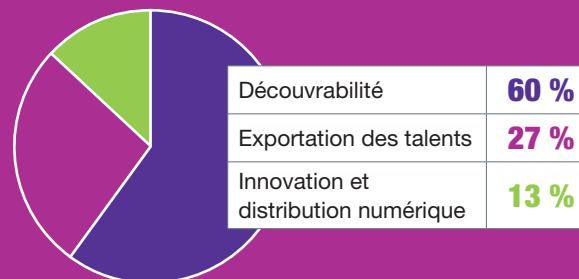 Découvrabilité 60 %
Exportation des talents 27 %
Innovation et
distribution numérique 13 %